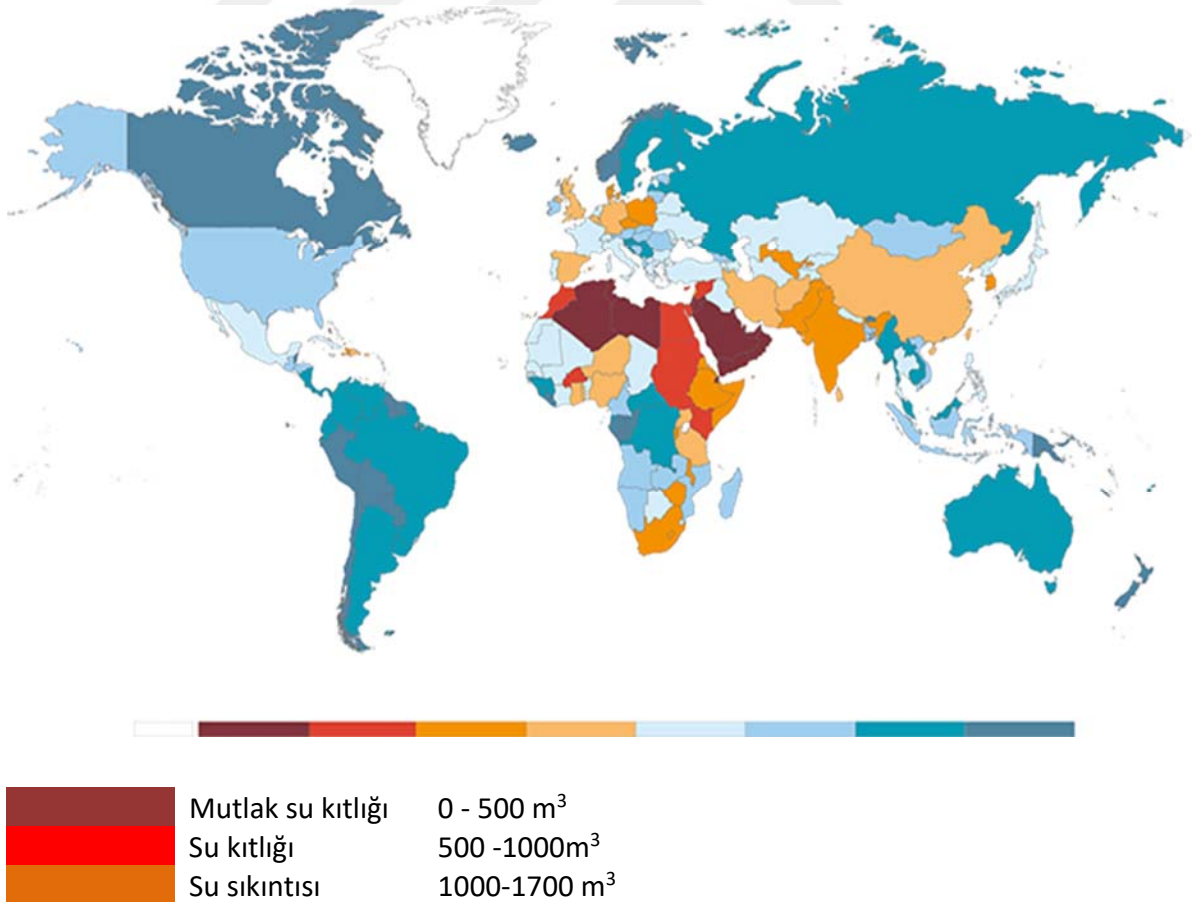 Mutlak su kıtlığı 0 - 500 m³
Su kıtlığı 500 -1000m³
Su sıkıntısı 1000-1700 m³